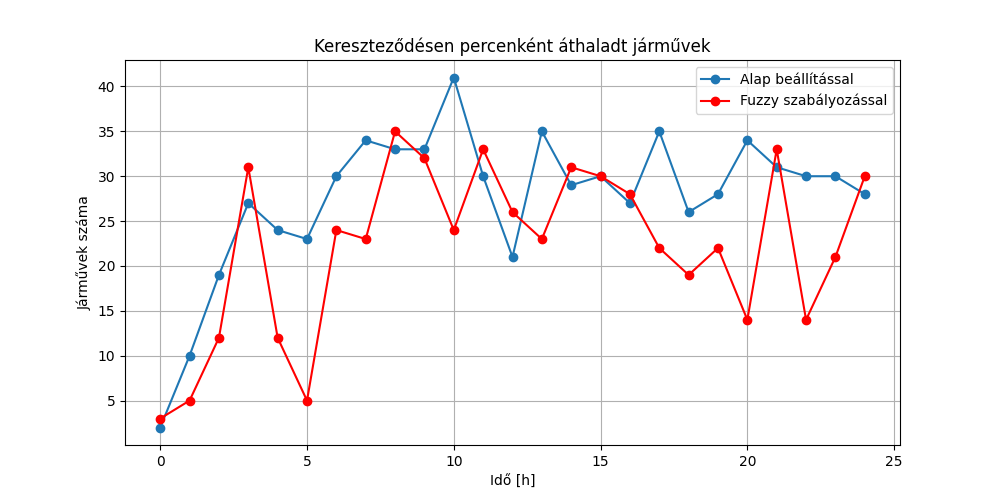 Kereszteződésen percenként áthaladt járművek
Alap beállítással
Fuzzy szabályozással
Járművek száma
40
35
30
25
20
15
10
5
0
5
10
15
20
25
Idő [h]